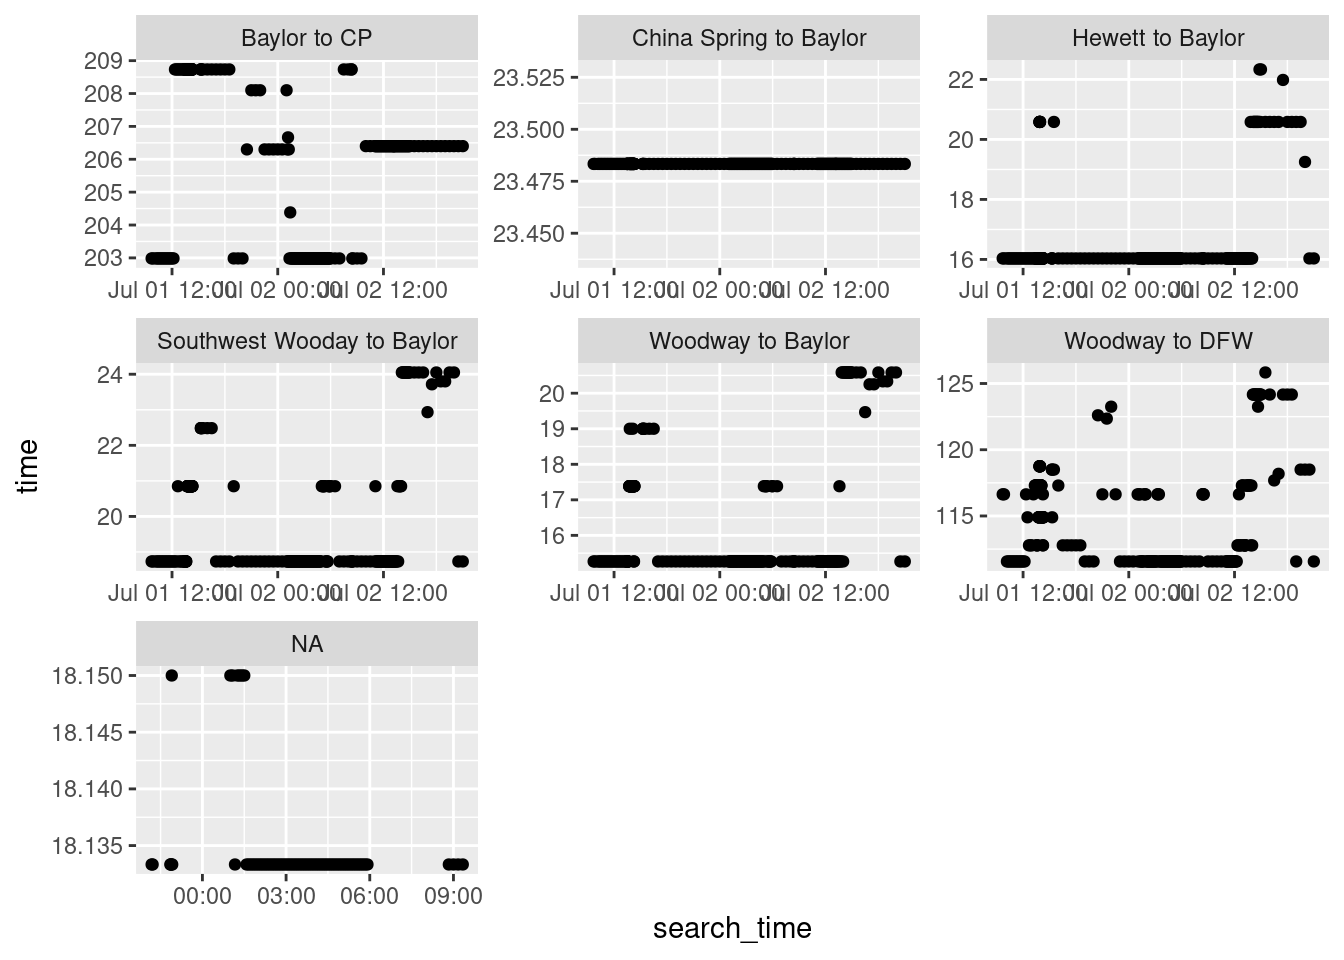 Baylor to CP
China Spring to Baylor
Hewett to Baylor
209
208
207
206
205
204
203
23.525
23.500
23.475
23.450
22
20
18
16
Jul 01 12:00 Jul 02 00:00 Jul 02 12:00
Jul 01 12:00 Jul 02 00:00 Jul 02 12:00
Jul 01 12:00 Jul 02 00:00 Jul 02 12:00
Southwest Wooday to Baylor
Woodway to Baylor
Woodway to DFW
24
22
20
20
19
18
17
16
125
120
115
Jul 01 12:00 Jul 02 00:00 Jul 02 12:00
Jul 01 12:00 Jul 02 00:00 Jul 02 12:00
Jul 01 12:00 Jul 02 00:00 Jul 02 12:00
NA
18.150
18.145
18.140
18.135
00:00 03:00 06:00 09:00
time
search_time